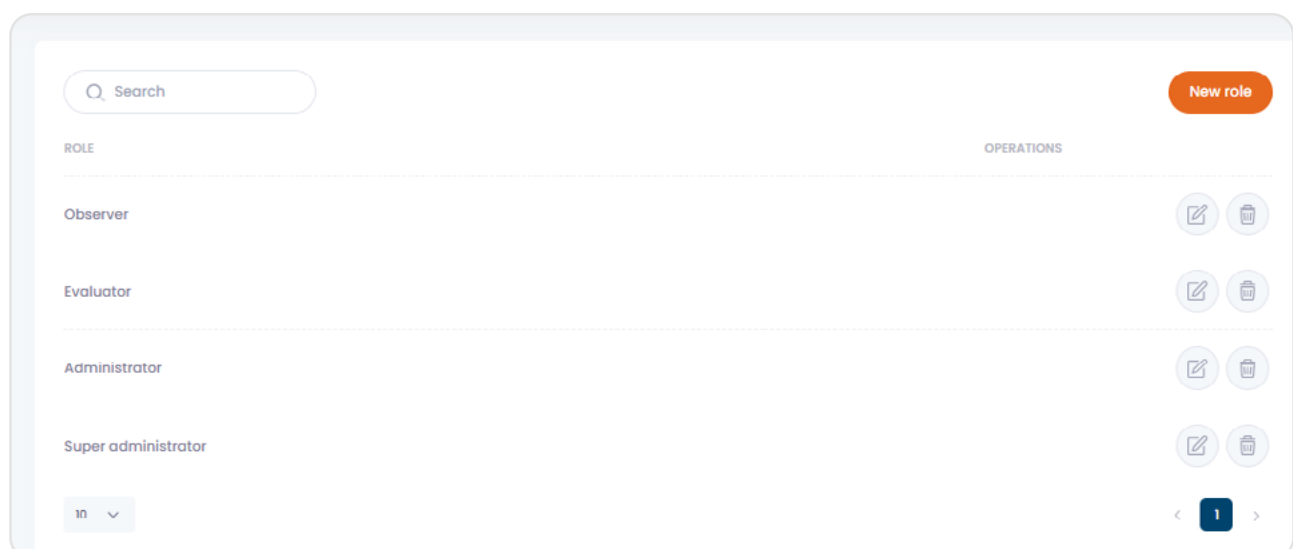 Search
New role
ROLE OPERATIONS
Observer
Evaluator
Administrator
Super administrator
10
1